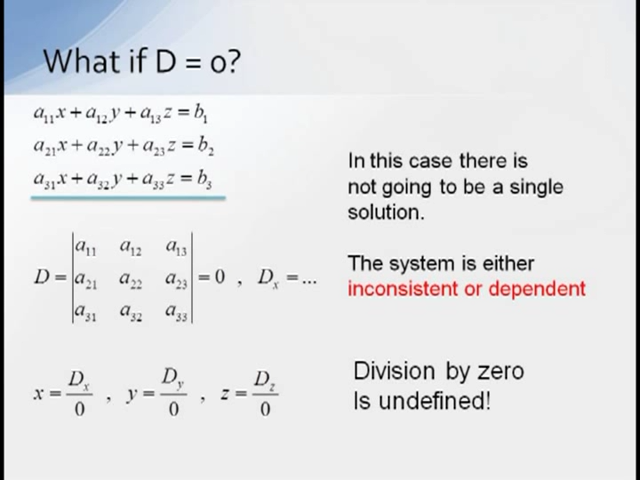 What if D = 0?
a₁₁x + a₁₂y + a₁₃z = b₁
a₂₁x + a₂₂y + a₂₃z = b₂
a₃₁x + a₃₂y + a₃₃z = b₃
In this case there is
not going to be a single
solution.
The system is either
inconsistent or dependent
a₁₁ a₁₂ a₁₃
D = a₂₁ a₂₂ a₂₃ = 0 , Dₓ = ...
a₃₁ a₃₂ a₃₃
x = Dₓ/0 , y = Dᵧ/0 , z = D_z/0
Division by zero
Is undefined!